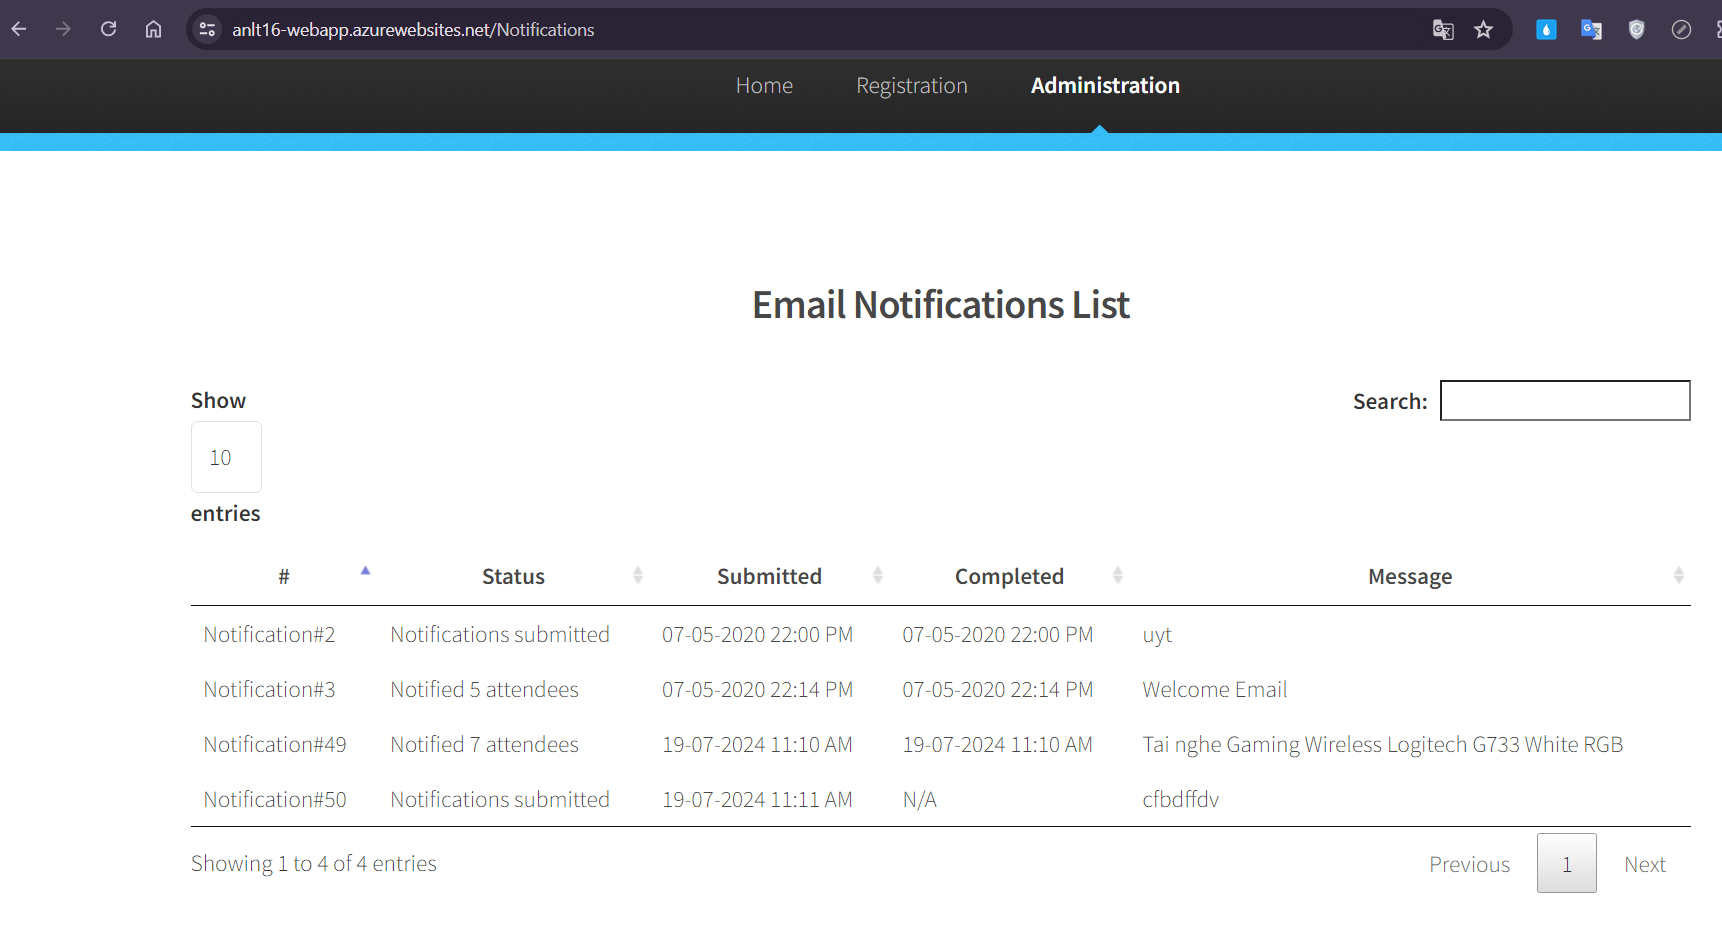 anlt16-webapp.azurewebsites.net/Notifications
Home Registration Administration
Email Notifications List
Show
10
entries
Search:
# Status Submitted Completed Message
Notification#2 Notifications submitted 07-05-2020 22:00 PM 07-05-2020 22:00 PM uyt
Notification#3 Notified 5 attendees 07-05-2020 22:14 PM 07-05-2020 22:14 PM Welcome Email
Notification#49 Notified 7 attendees 19-07-2024 11:10 AM 19-07-2024 11:10 AM Tai nghe Gaming Wireless Logitech G733 White RGB
Notification#50 Notifications submitted 19-07-2024 11:11 AM N/A cfbdffdv
Showing 1 to 4 of 4 entries
Previous 1 Next